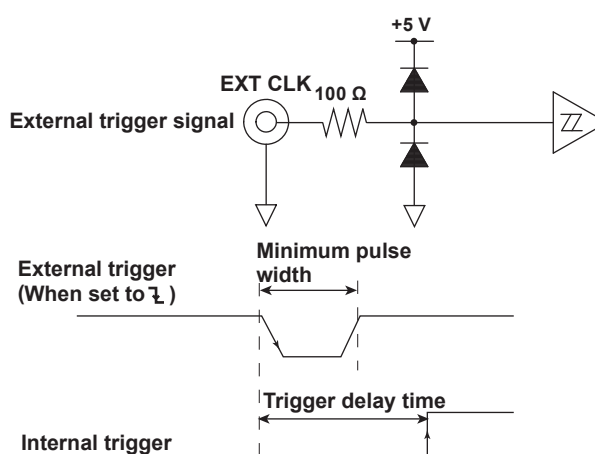 +5 V
EXT CLK
100 Ω
External trigger signal
Minimum pulse
width
External trigger
(When set to )
Trigger delay time
Internal trigger